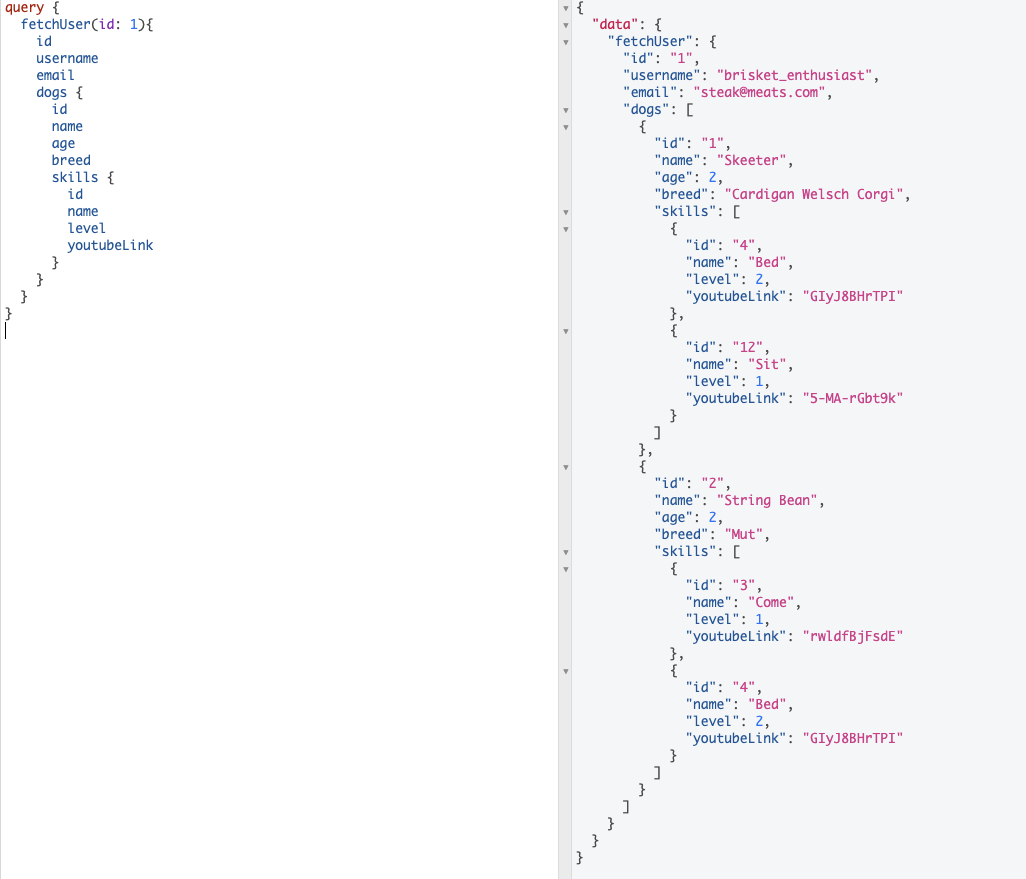 query {
  fetchUser(id: 1){
    id
    username
    email
    dogs {
      id
      name
      age
      breed
      skills {
        id
        name
        level
        youtubeLink
      }
    }
  }
}
{
  "data": {
    "fetchUser": {
      "id": "1",
      "username": "brisket_enthusiast",
      "email": "steak@meats.com",
      "dogs": [
        {
          "id": "1",
          "name": "Skeeter",
          "age": 2,
          "breed": "Cardigan Welsch Corgi",
          "skills": [
            {
              "id": "4",
              "name": "Bed",
              "level": 2,
              "youtubeLink": "GIyJ8BHrTPI"
            },
            {
              "id": "12",
              "name": "Sit",
              "level": 1,
              "youtubeLink": "5-MA-rGbt9k"
            }
          ]
        },
        {
          "id": "2",
          "name": "String Bean",
          "age": 2,
          "breed": "Mut",
          "skills": [
            {
              "id": "3",
              "name": "Come",
              "level": 1,
              "youtubeLink": "rwldfBjFsdE"
            },
            {
              "id": "4",
              "name": "Bed",
              "level": 2,
              "youtubeLink": "GIyJ8BHrTPI"
            }
          ]
        }
      ]
    }
  }
}